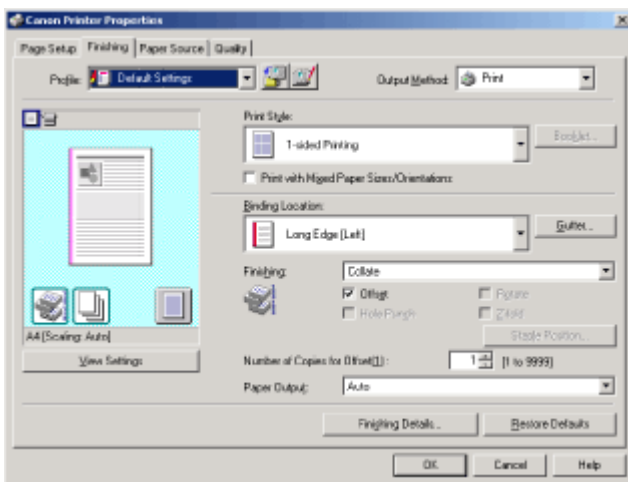 Canon Printer Properties
Page Setup Finishing Paper Source Quality
Profile: Default Settings Output Method: Print
Print Style:
1-sided Printing Booklet...
Print with Mixed Paper Sizes/Orientations
Binding Location:
Long Edge [Left] Gutter...
Finishing: Collate
Offset Rotate
Hole Punch Z-fold
Staple Position...
A4 [Scaling: Auto]
View Settings
Number of Copies for Offset(1): 1 [1 to 9999]
Paper Output: Auto
Finishing Details... Restore Defaults
OK Cancel Help